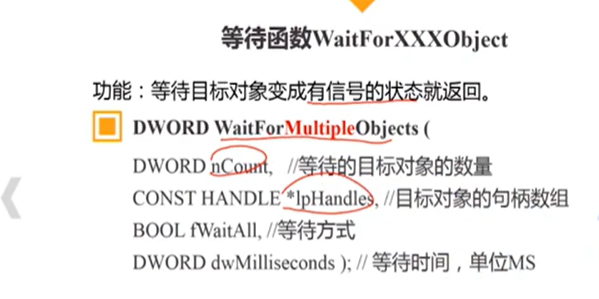 等待函数WaitForXXXObject
功能：等待目标对象变成有信号的状态就返回。
DWORD WaitForMultipleObjects (
DWORD nCount, //等待的目标对象的数量
CONST HANDLE *lpHandles, //目标对象的句柄数组
BOOL fWaitAll, //等待方式
DWORD dwMilliseconds ); // 等待时间，单位MS